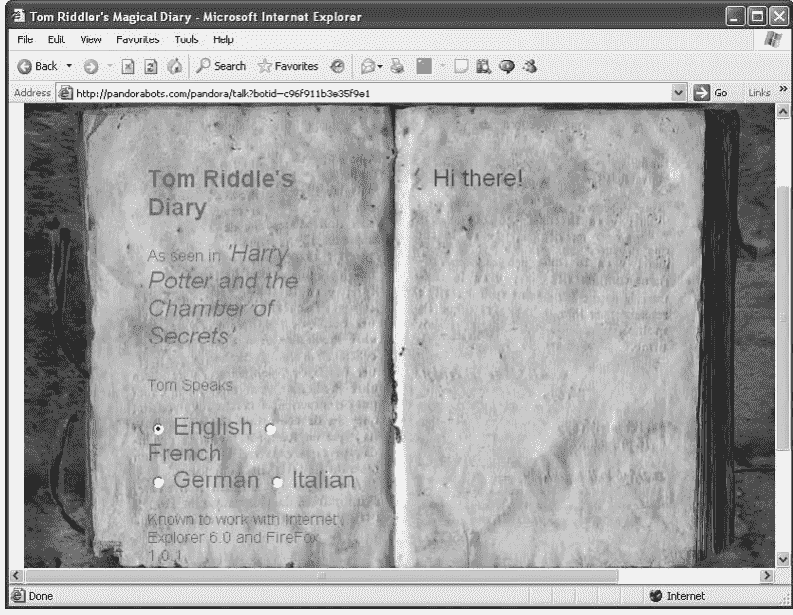 Tom Riddler's Magical Diary - Microsoft Internet Explorer
File Edit View Favorites Tools Help
Back Search Favorites
Address http://pandorabots.com/pandora/talk?botid=c96f911b3e35f9e1 Go Links »
Tom Riddle's
Diary
As seen in 'Harry
Potter and the
Chamber of
Secrets'
Tom Speaks
English
French
German Italian
Known to work with Internet
Explorer 6.0 and FireFox
1.0.1
Hi there!
Done Internet